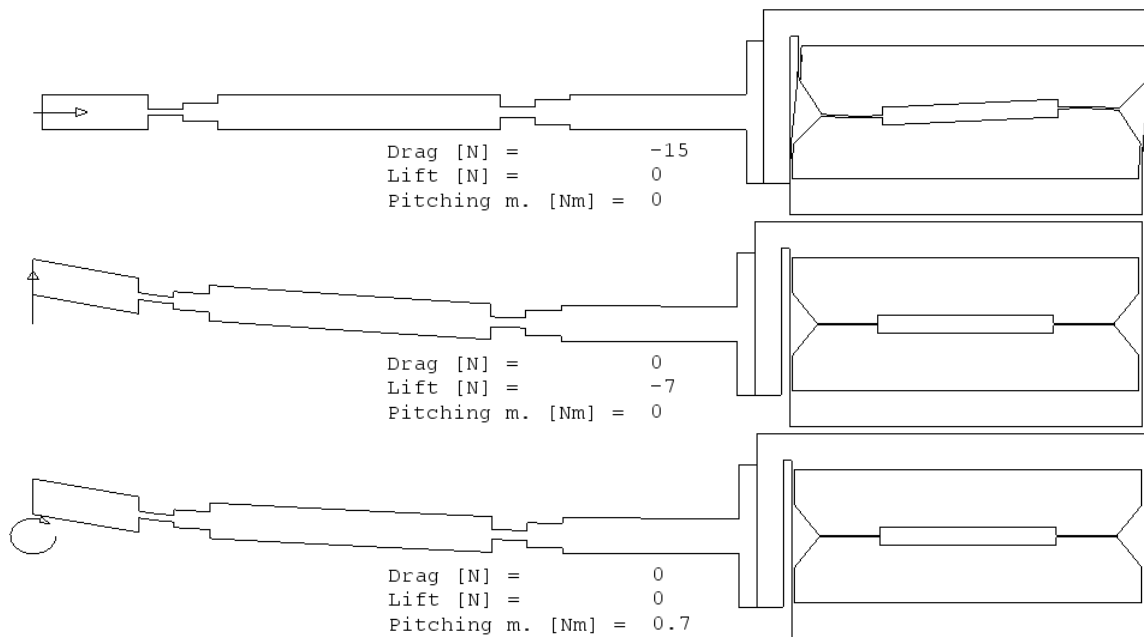 Drag [N] = -15
Lift [N] = 0
Pitching m. [Nm] = 0
Drag [N] = 0
Lift [N] = -7
Pitching m. [Nm] = 0
Drag [N] = 0
Lift [N] = 0
Pitching m. [Nm] = 0.7